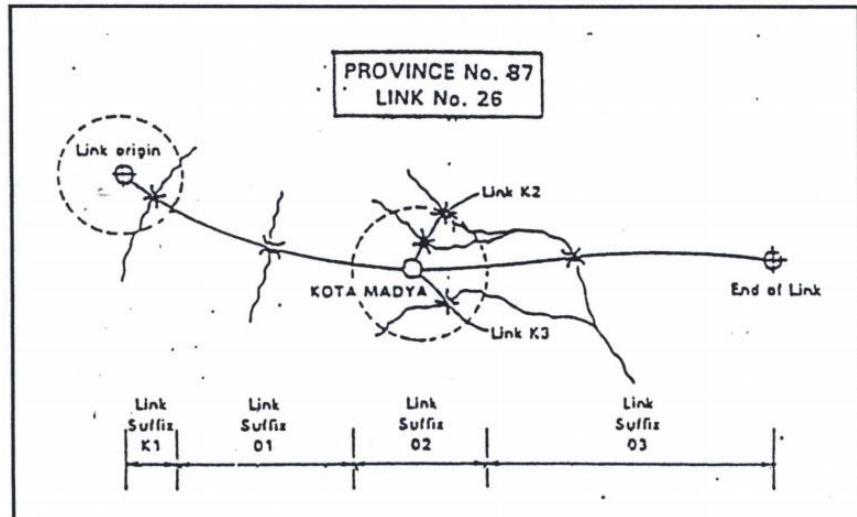 PROVINCE No. 87
LINK No. 26
Link origin
Link K2
KOTA MADYA
End of Link
Link K3
Link
Suffix
K1
Link
Suffix
01
Link
Suffix
02
Link
Suffix
03